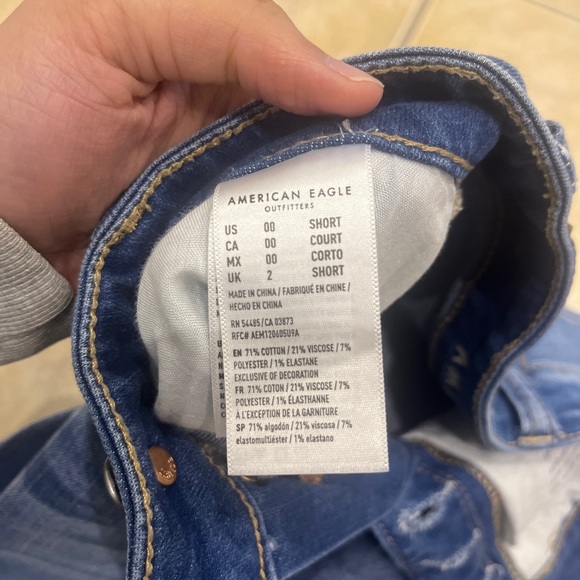 AMERICAN EAGLE
OUTFITTERS
US 00 SHORT
CA 00 COURT
MX 00 CORTO
UK 2 SHORT
MADE IN CHINA / FABRIQUÉ EN CHINE /
HECHO EN CHINA
RN 54485/CA 03873
RFC# AEM120605U9A
EN 71% COTTON / 21% VISCOSE / 7%
POLYESTER / 1% ELASTANE
EXCLUSIVE OF DECORATION
FR 71% COTON / 21% VISCOSE / 7%
POLYESTER / 1% ÉLASTHANNE
À L'EXCEPTION DE LA GARNITURE
SP 71% algodón / 21% viscosa / 7%
elastomultiéster / 1% elastano